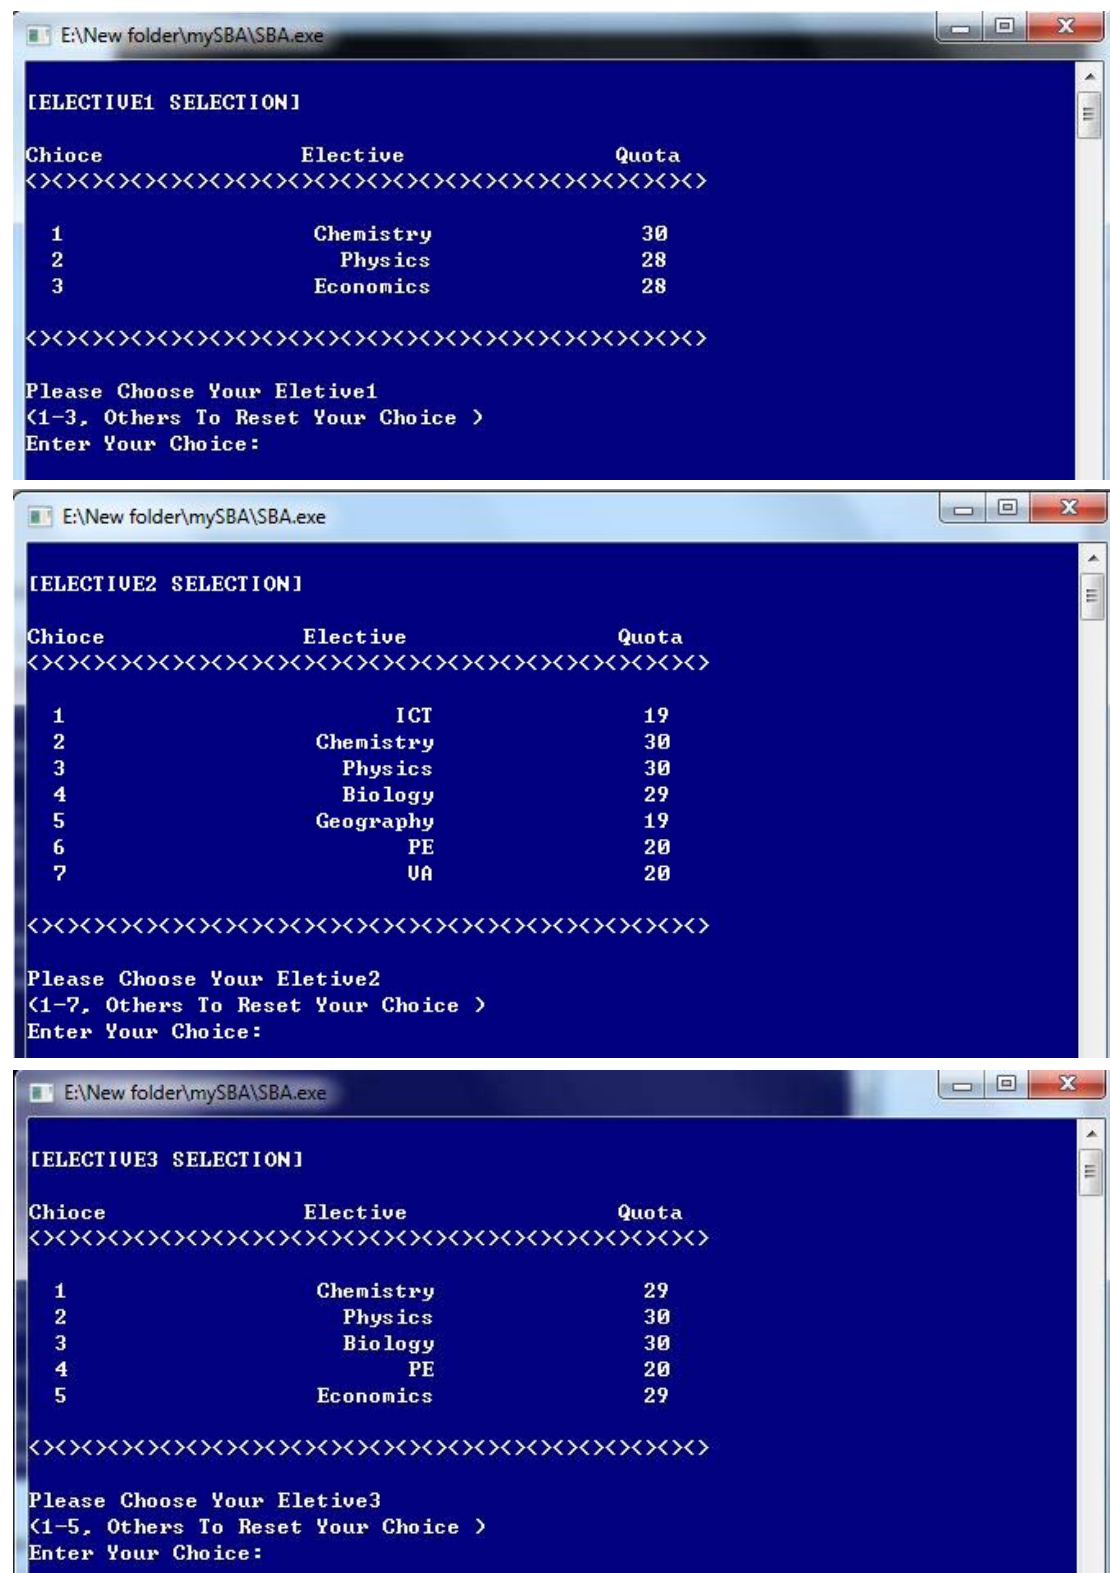 E:\New folder\mySBA\SBA.exe
[ELECTIVE1 SELECTION]
Chioce Elective Quota
<><><><><><><><><><><><><><><><><><><><><><><><><><>
1 Chemistry 30
2 Physics 28
3 Economics 28
<><><><><><><><><><><><><><><><><><><><><><><><><><>
Please Choose Your Eletive1
(1-3, Others To Reset Your Choice )
Enter Your Choice:
E:\New folder\mySBA\SBA.exe
[ELECTIVE2 SELECTION]
Chioce Elective Quota
<><><><><><><><><><><><><><><><><><><><><><><><><><>
1 ICT 19
2 Chemistry 30
3 Physics 30
4 Biology 29
5 Geography 19
6 PE 20
7 VA 20
<><><><><><><><><><><><><><><><><><><><><><><><><><>
Please Choose Your Eletive2
(1-7, Others To Reset Your Choice )
Enter Your Choice:
E:\New folder\mySBA\SBA.exe
[ELECTIVE3 SELECTION]
Chioce Elective Quota
<><><><><><><><><><><><><><><><><><><><><><><><><><>
1 Chemistry 29
2 Physics 30
3 Biology 30
4 PE 20
5 Economics 29
<><><><><><><><><><><><><><><><><><><><><><><><><><>
Please Choose Your Eletive3
(1-5, Others To Reset Your Choice )
Enter Your Choice: